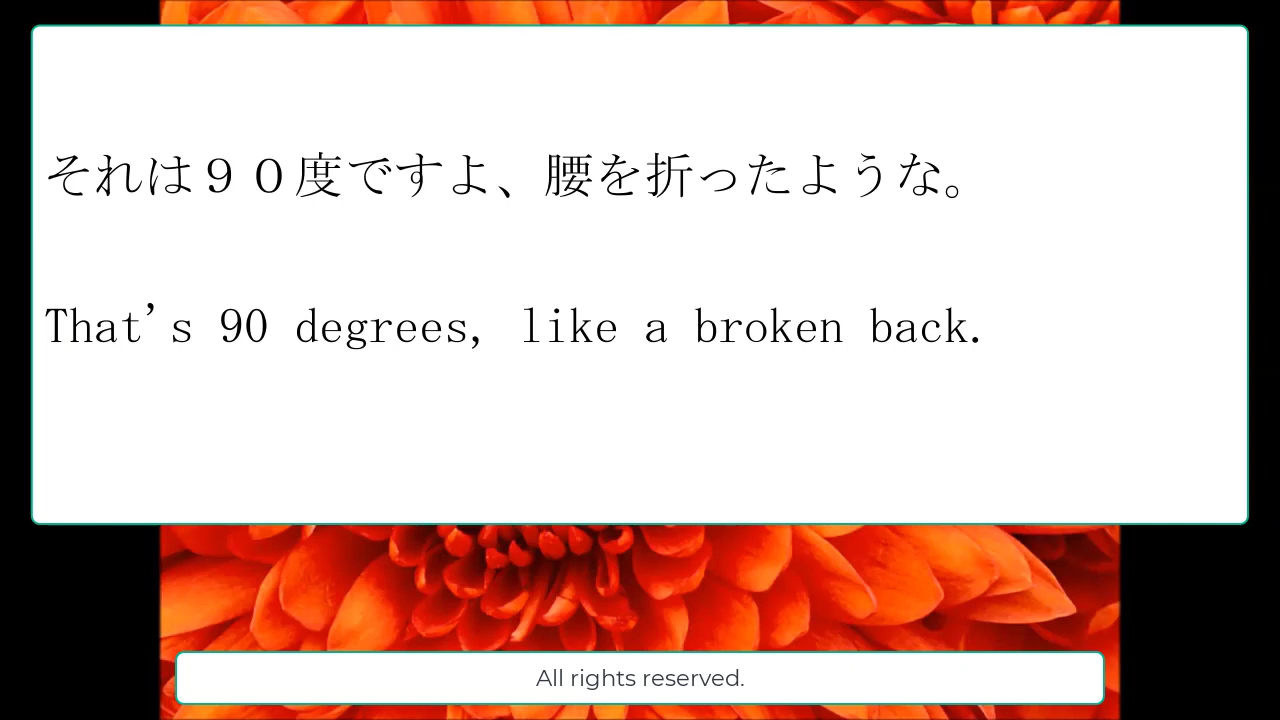 それは９０度ですよ、腰を折ったような。
That’s 90 degrees, like a broken back.
All rights reserved.